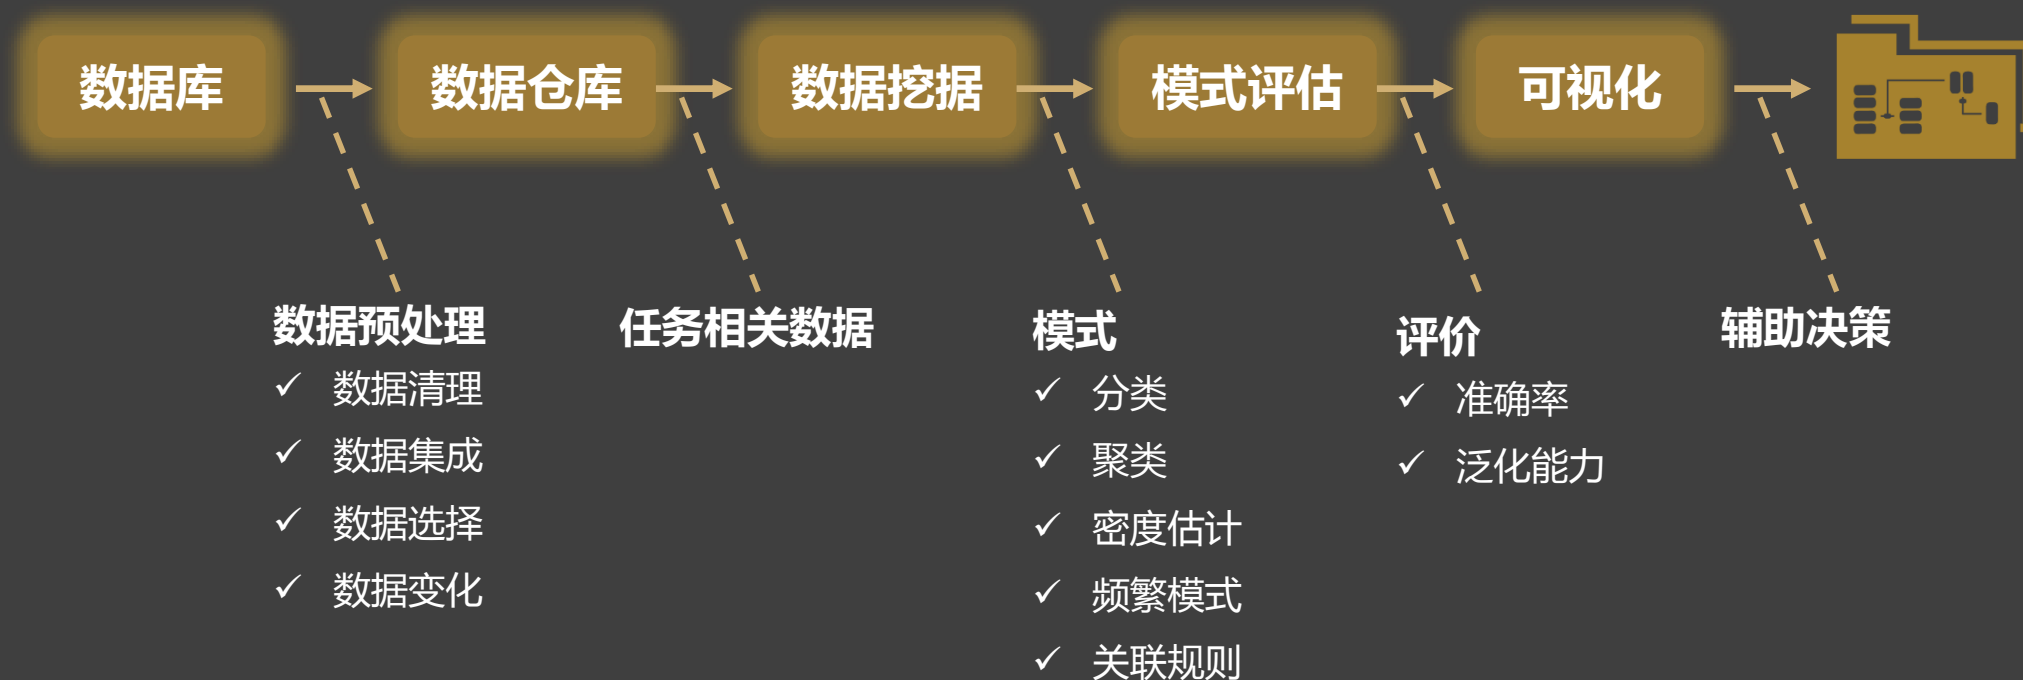 数据库
数据仓库
数据挖掘
模式评估
可视化
数据预处理
数据清理
数据集成
数据选择
数据变化
任务相关数据
模式
分类
聚类
密度估计
频繁模式
关联规则
评价
准确率
泛化能力
辅助决策